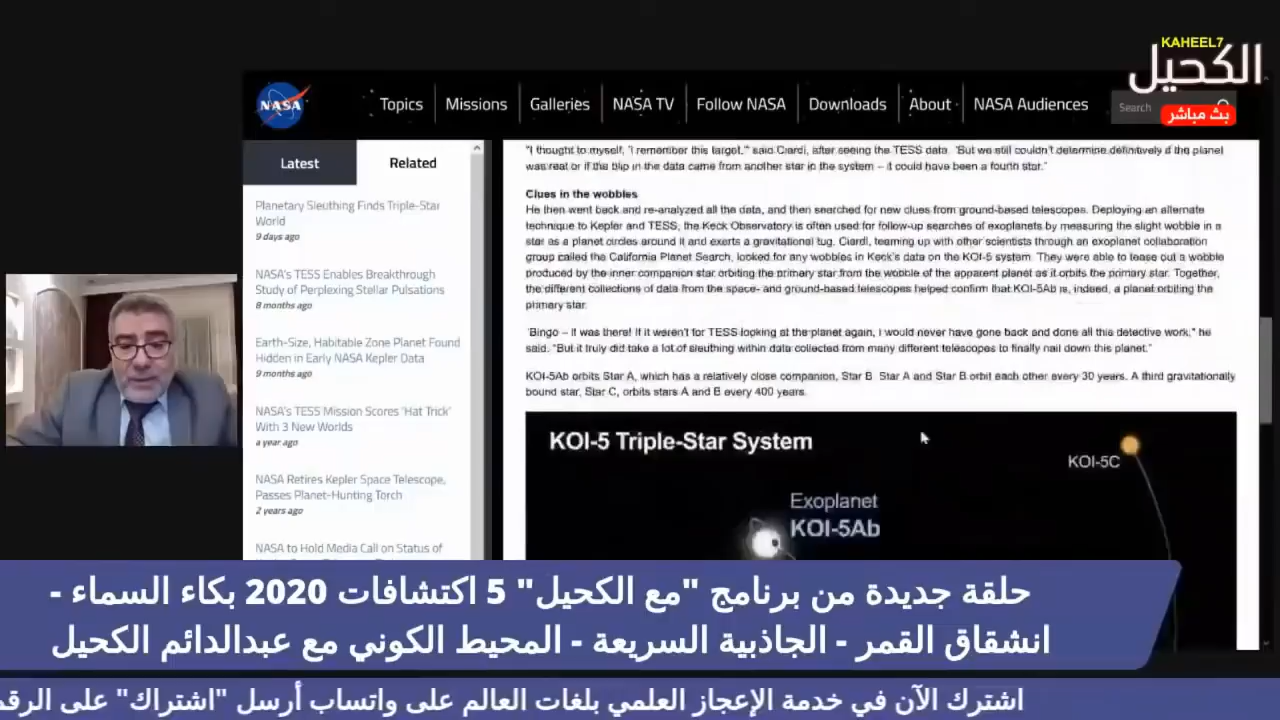 KAHEEL7
الكحيل
بث مباشر
NASA
Topics
Missions
Galleries
NASA TV
Follow NASA
Downloads
About
NASA Audiences
Search
Latest
Related
Planetary Sleuthing Finds Triple-Star
World
9 days ago
NASA's TESS Enables Breakthrough
Study of Perplexing Stellar Pulsations
8 months ago
Earth-Size, Habitable Zone Planet Found
Hidden in Early NASA Kepler Data
9 months ago
NASA's TESS Mission Scores 'Hat Trick'
With 3 New Worlds
a year ago
NASA Retires Kepler Space Telescope,
Passes Planet-Hunting Torch
2 years ago
NASA to Hold Media Call on Status of
"I thought to myself, 'I remember this target,'" said Ciardi, after seeing the TESS data. "But we still couldn't determine definitively if the planet
was real or if the blip in the data came from another star in the system – it could have been a fourth star."
Clues in the wobbles
He then went back and re-analyzed all the data, and then searched for new clues from ground-based telescopes. Deploying an alternate
technique to Kepler and TESS, the Keck Observatory is often used for follow-up searches of exoplanets by measuring the slight wobble in a
star as a planet circles around it and exerts a gravitational tug. Ciardi, teaming up with other scientists through an exoplanet collaboration
group called the California Planet Search, looked for any wobbles in Keck's data on the KOI-5 system. They were able to tease out a wobble
produced by the inner companion star orbiting the primary star from the wobble of the apparent planet as it orbits the primary star. Together,
the different collections of data from the space- and ground-based telescopes helped confirm that KOI-5Ab is, indeed, a planet orbiting the
primary star.
"Bingo – it was there! If it weren't for TESS looking at the planet again, I would never have gone back and done all this detective work," he
said. "But it truly did take a lot of sleuthing within data collected from many different telescopes to finally nail down this planet."
KOI-5Ab orbits Star A, which has a relatively close companion, Star B. Star A and Star B orbit each other every 30 years. A third gravitationally
bound star, Star C, orbits stars A and B every 400 years.
KOI-5 Triple-Star System
KOI-5C
Exoplanet
KOI-5Ab
حلقة جديدة من برنامج "مع الكحيل" 5 اكتشافات 2020 بكاء السماء -
انشقاق القمر - الجاذبية السريعة - المحيط الكوني مع عبدالدائم الكحيل
اشترك الآن في خدمة الإعجاز العلمي بلغات العالم على واتساب أرسل "اشتراك" على